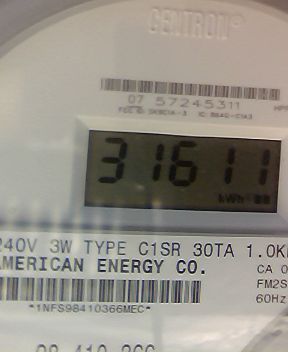 CENTRON®
07 57245311
31611
kWh
240V 3W TYPE C1SR 30TA 1.0K
AMERICAN ENERGY CO.
CA 0
FM2S
60Hz
*1NFS98410366MEC*